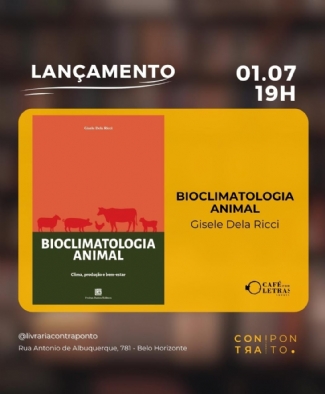 LANÇAMENTO
01.07
19H
Gisele Dela Ricci
BIOCLIMATOLOGIA
ANIMAL
Clima, produção e bem-estar
BIOCLIMATOLOGIA
ANIMAL
Gisele Dela Ricci
CAFÉ
LETRA?
@livrariacontraponto
Rua Antonio de Albuquerque, 781 - Belo Horizonte
CON|PON
TRA|TO.